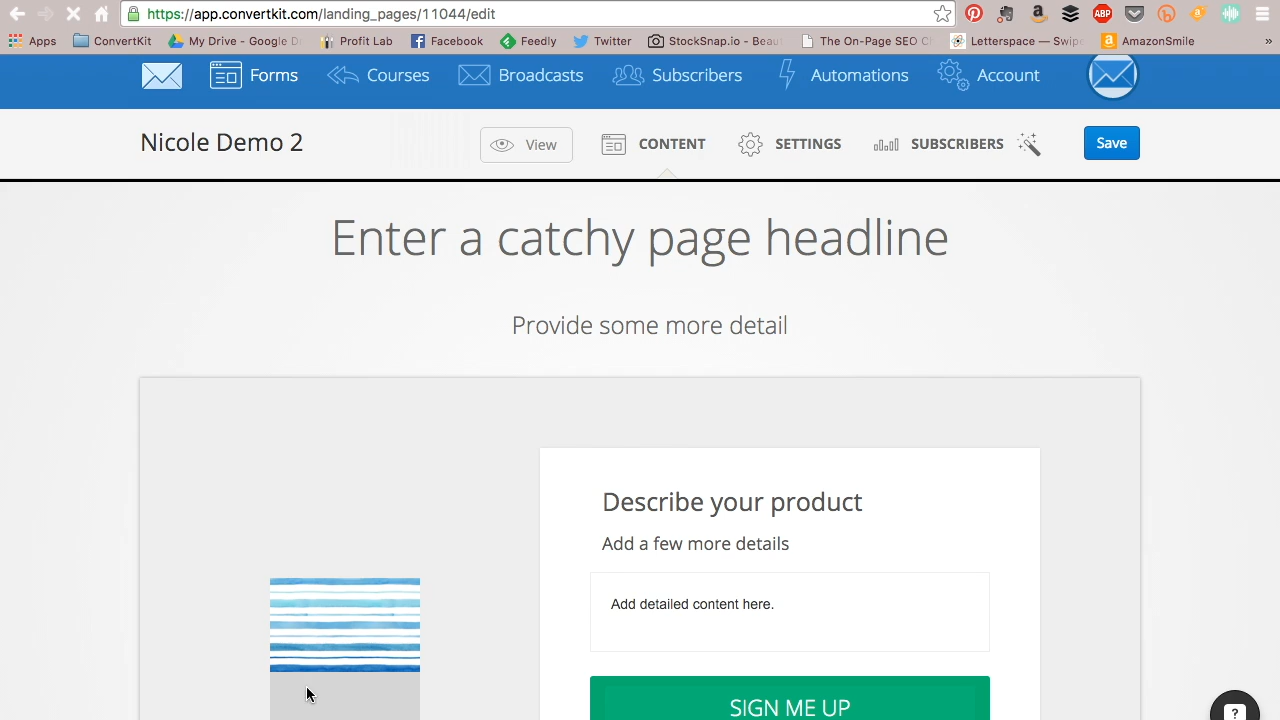 https://app.convertkit.com/landing_pages/11044/edit
ABP
Apps ConvertKit My Drive - Google D Profit Lab Facebook Feedly Twitter StockSnap.io - Beau The On-Page SEO C Letterspace — Swip AmazonSmile »
Forms Courses Broadcasts Subscribers Automations Account
Nicole Demo 2 View CONTENT SETTINGS SUBSCRIBERS Save
Enter a catchy page headline
Provide some more detail
Describe your product
Add a few more details
Add detailed content here.
SIGN ME UP
?